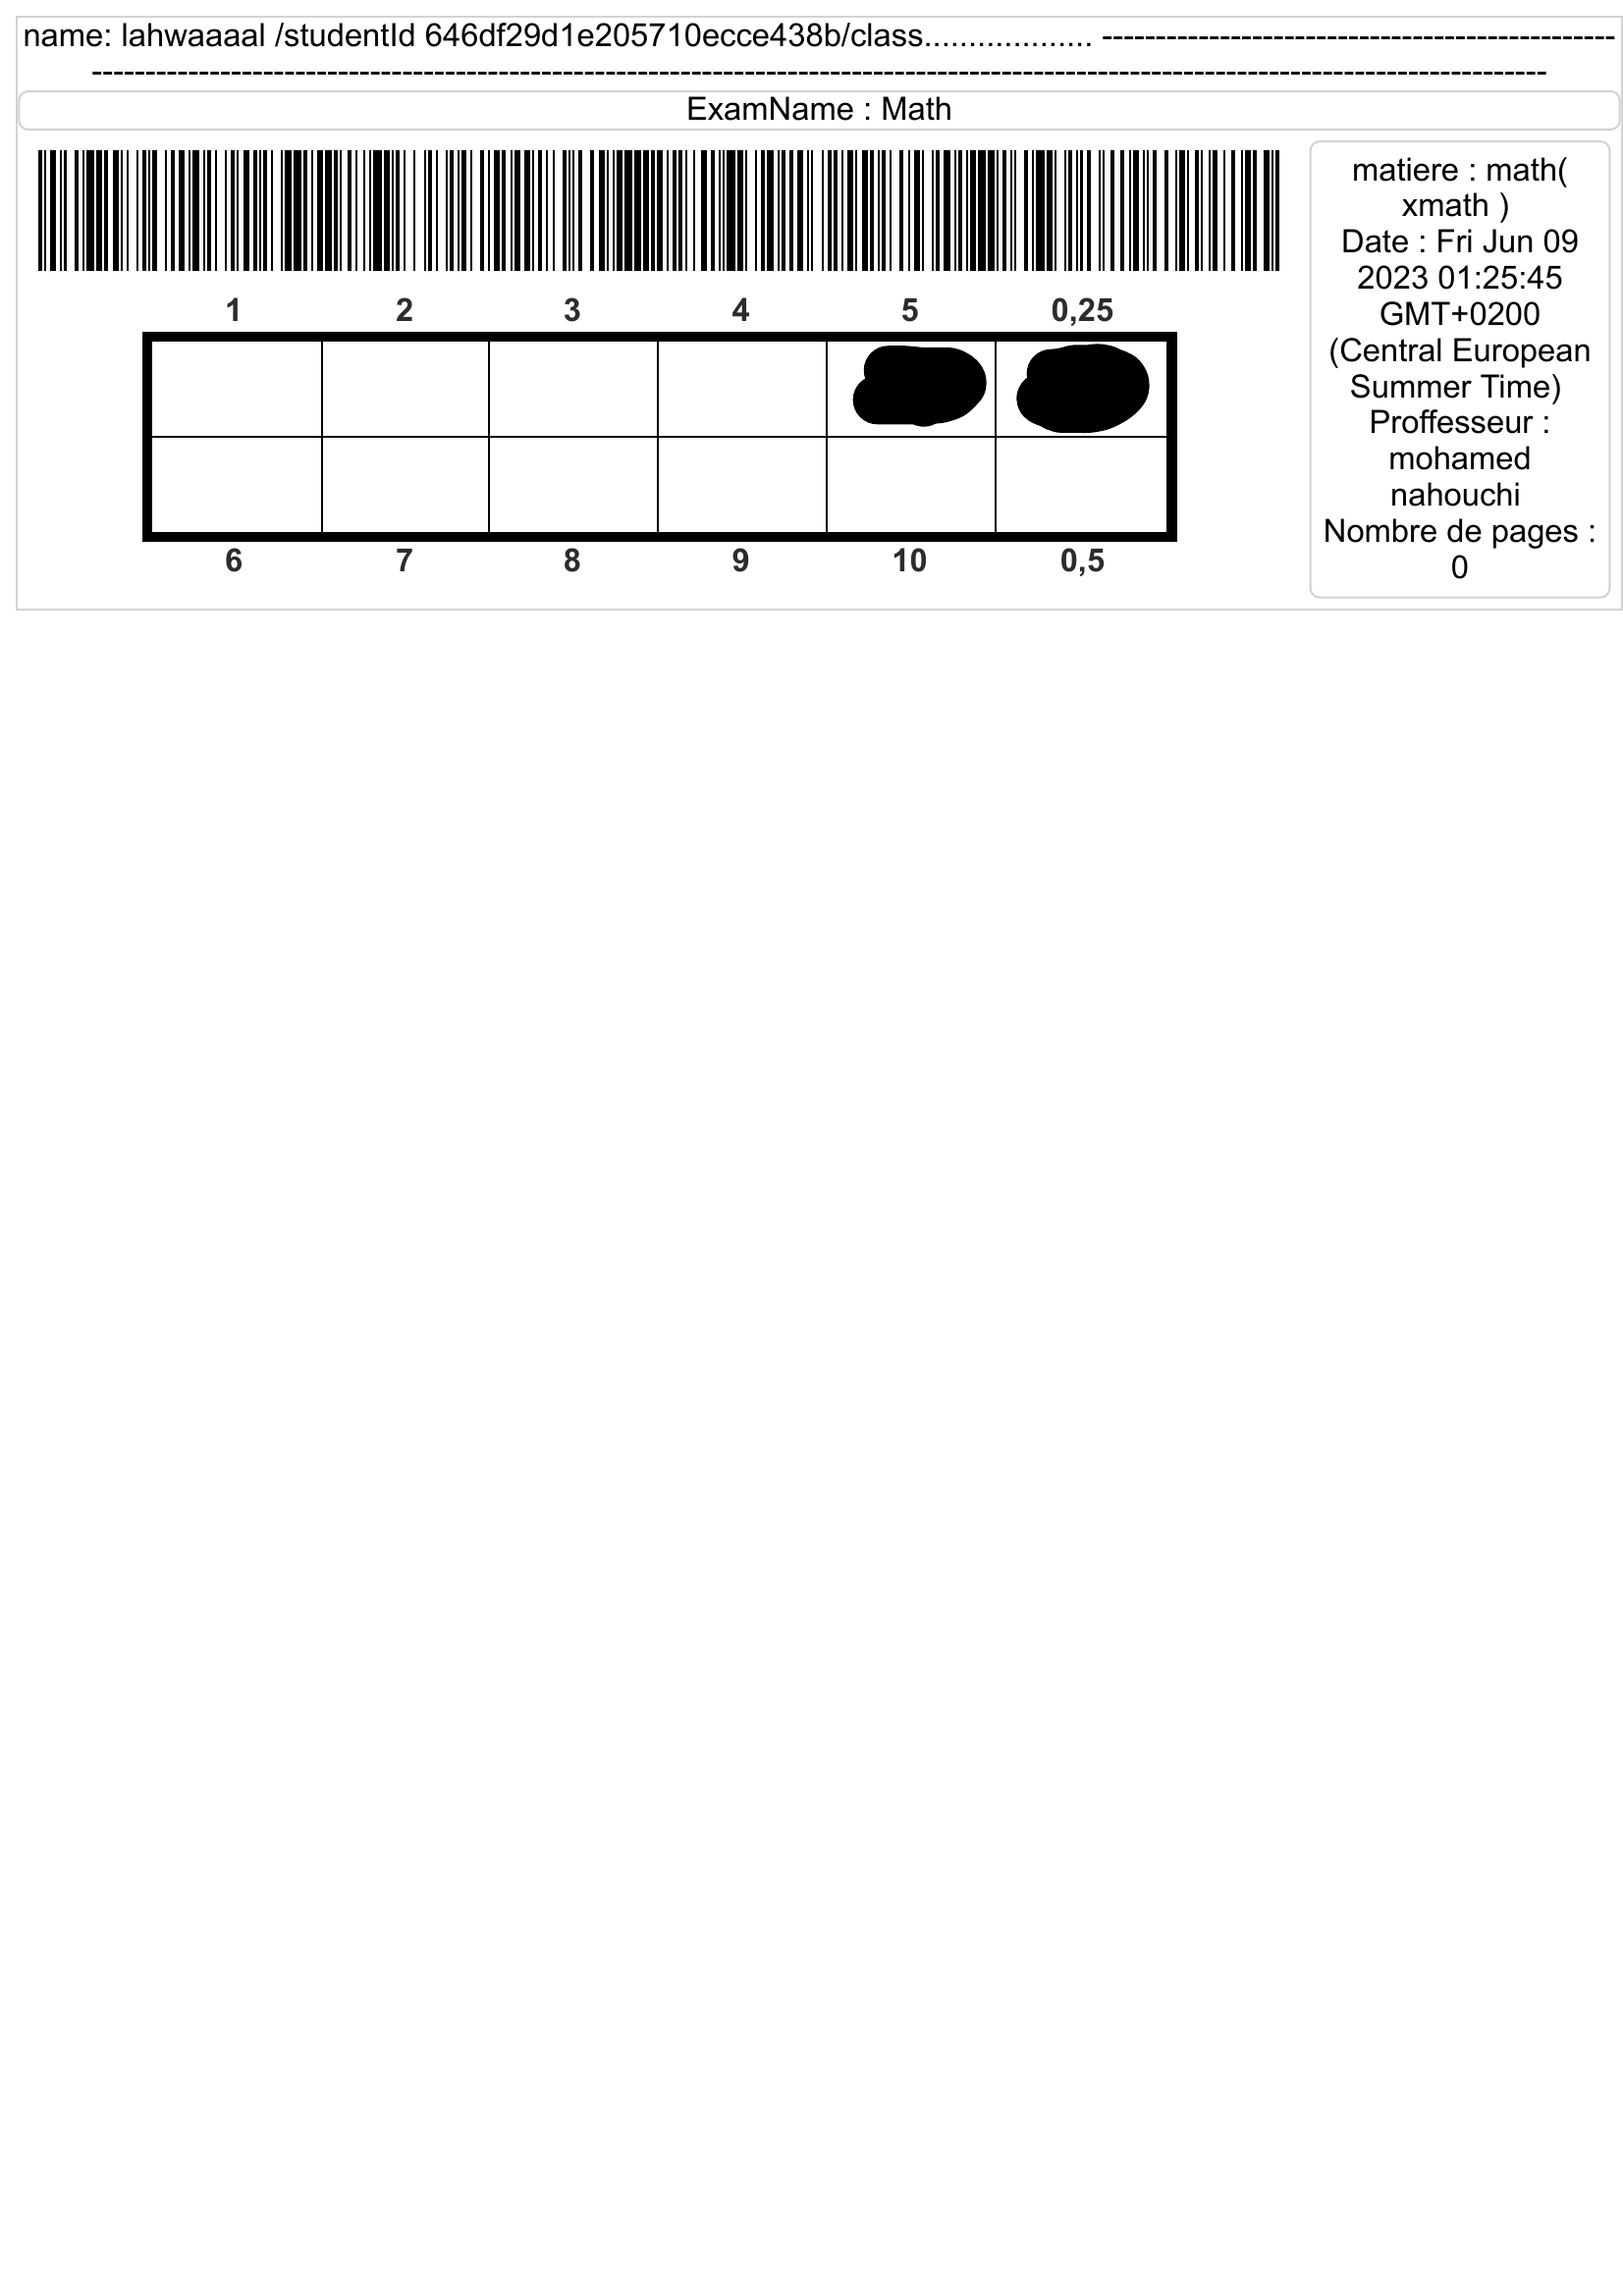 name: lahwaaaal /studentId 646df29d1e205710ecce438b/class................... ------------------------------------------------
----------------------------------------------------------------------------------------------------------------------------------------
ExamName : Math
1 2 3 4 5 0,25
6 7 8 9 10 0,5
matiere : math(
xmath )
Date : Fri Jun 09
2023 01:25:45
GMT+0200
(Central European
Summer Time)
Proffesseur :
mohamed
nahouchi
Nombre de pages :
0